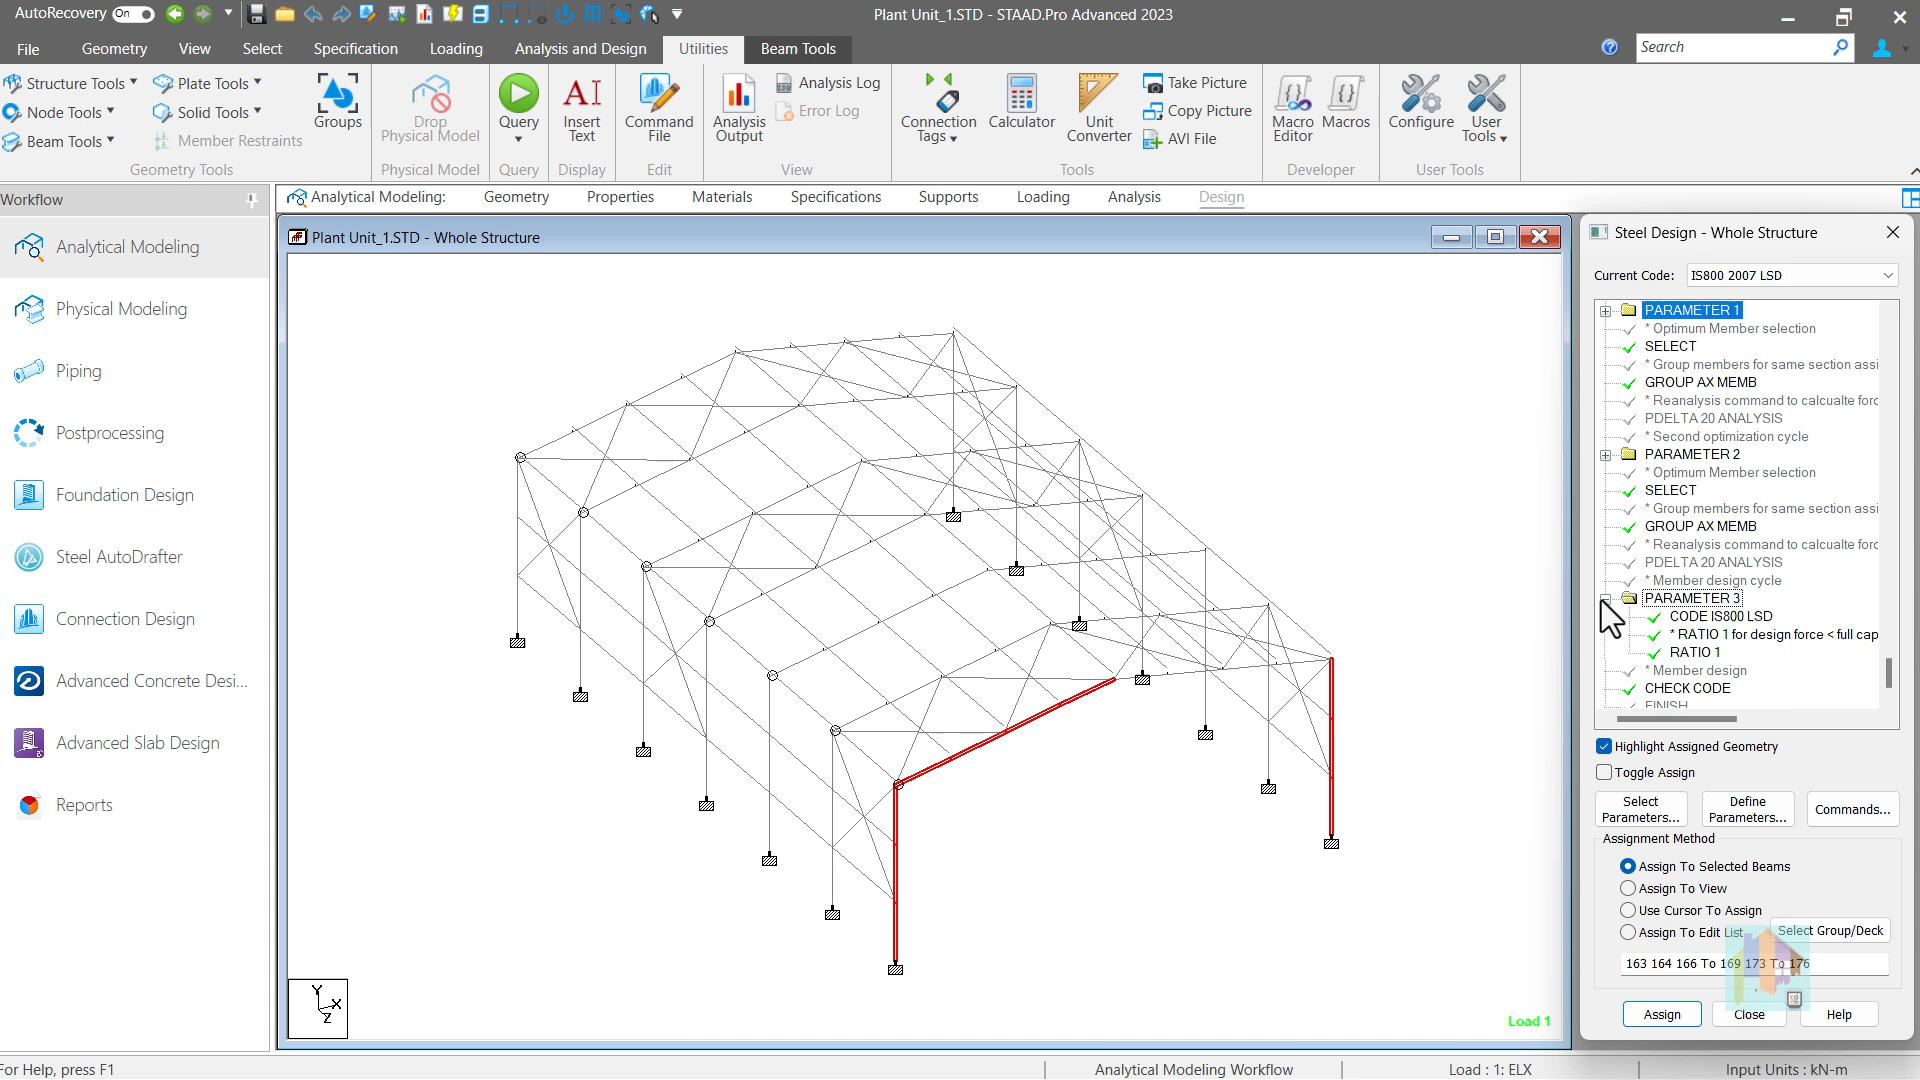 AutoRecovery On
Plant Unit_1.STD - STAAD.Pro Advanced 2023
File Geometry View Select Specification Loading Analysis and Design Utilities Beam Tools
Search
Structure Tools
Node Tools
Beam Tools
Plate Tools
Solid Tools
Member Restraints
Geometry Tools
Groups
Drop
Physical Model
Physical Model
Query
Query
Insert
Text
Display
Command
File
Edit
Analysis
Output
Analysis Log
Error Log
View
Connection
Tags
Calculator
Unit
Converter
Take Picture
Copy Picture
AVI File
Tools
Macro
Editor
Macros
Developer
Configure
User
Tools
User Tools
Workflow
Analytical Modeling
Physical Modeling
Piping
Postprocessing
Foundation Design
Steel AutoDrafter
Connection Design
Advanced Concrete Desi...
Advanced Slab Design
Reports
Analytical Modeling: Geometry Properties Materials Specifications Supports Loading Analysis Design
Plant Unit_1.STD - Whole Structure
Y
X
Z
Load 1
Steel Design - Whole Structure
Current Code: IS800 2007 LSD
PARAMETER 1
* Optimum Member selection
SELECT
* Group members for same section assi
GROUP AX MEMB
* Reanalysis command to calcualte forc
PDELTA 20 ANALYSIS
* Second optimization cycle
PARAMETER 2
* Optimum Member selection
SELECT
* Group members for same section assi
GROUP AX MEMB
* Reanalysis command to calcualte forc
PDELTA 20 ANALYSIS
* Member design cycle
PARAMETER 3
CODE IS800 LSD
* RATIO 1 for design force < full cap
RATIO 1
* Member design
CHECK CODE
FINISH
Highlight Assigned Geometry
Toggle Assign
Select
Parameters...
Define
Parameters...
Commands...
Assignment Method
Assign To Selected Beams
Assign To View
Use Cursor To Assign
Assign To Edit List
Select Group/Deck
163 164 166 To 169 173 To 176
Assign Close Help
For Help, press F1
Analytical Modeling Workflow
Load : 1: ELX
Input Units : kN-m